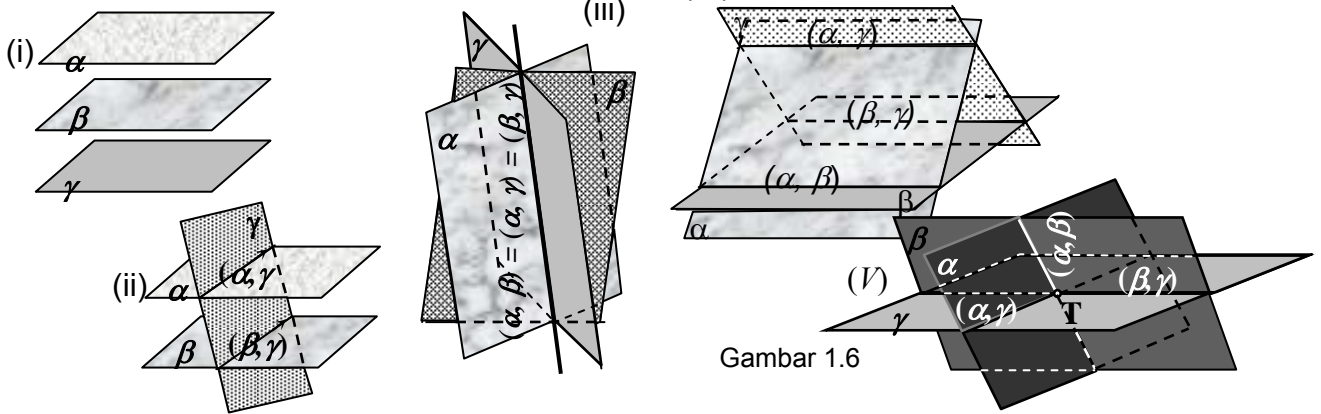 (i)
α
β
γ
(ii)
γ
(α,γ)
α
β
(β,γ)
(iii)
γ
β
α
(α, β) = (α, γ) = (β, γ)
γ
(α, γ)
(β, γ)
(α, β)
β
α
(V)
β
α
(α,β)
(β,γ)
(α,γ)
T
γ
Gambar 1.6